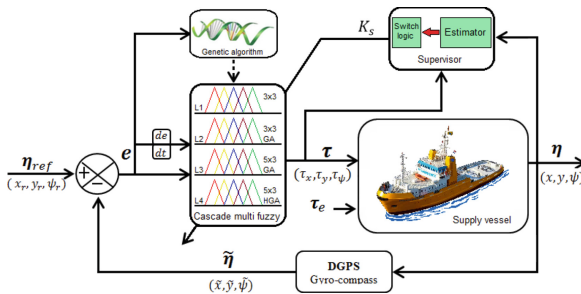 Genetic algorithm
K_s
Switch
logic
Estimator
Supervisor
L1
3x3
L2
3x3
GA
L3
5x3
GA
L4
5x3
HGA
Cascade multi fuzzy
de
dt
e
η_ref
(x_r, y_r, ψ_r)
+
−
τ
(τ_x, τ_y, τ_ψ)
τ_e
Supply vessel
η
(x, y, ψ)
η̃
(x̃, ỹ, ψ̃)
DGPS
Gyro-compass